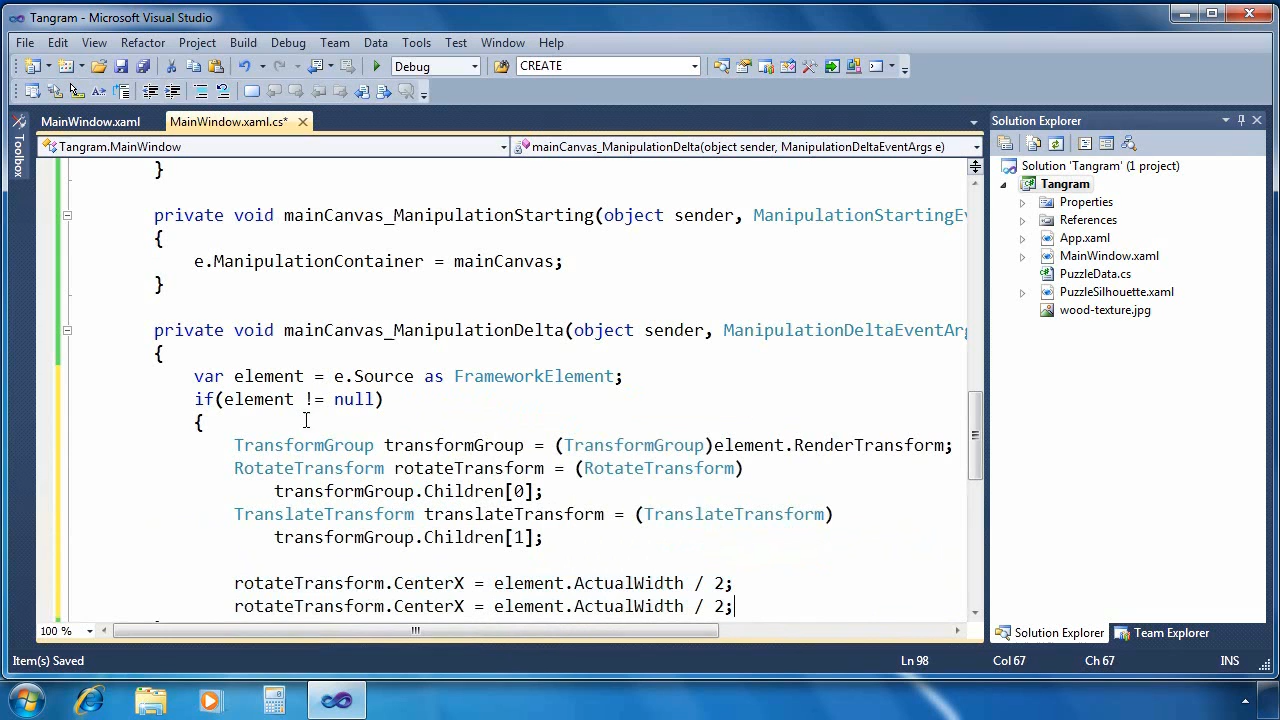 Tangram - Microsoft Visual Studio
File Edit View Refactor Project Build Debug Team Data Tools Test Window Help
Debug CREATE
MainWindow.xaml MainWindow.xaml.cs*
Tangram.MainWindow mainCanvas_ManipulationDelta(object sender, ManipulationDeltaEventArgs e)
Toolbox
}
private void mainCanvas_ManipulationStarting(object sender, ManipulationStartingEv
{
e.ManipulationContainer = mainCanvas;
}
private void mainCanvas_ManipulationDelta(object sender, ManipulationDeltaEventArg
{
var element = e.Source as FrameworkElement;
if(element != null)
{
TransformGroup transformGroup = (TransformGroup)element.RenderTransform;
RotateTransform rotateTransform = (RotateTransform)
transformGroup.Children[0];
TranslateTransform translateTransform = (TranslateTransform)
transformGroup.Children[1];
rotateTransform.CenterX = element.ActualWidth / 2;
rotateTransform.CenterX = element.ActualWidth / 2;
100 %
Solution Explorer
Solution 'Tangram' (1 project)
Tangram
Properties
References
App.xaml
MainWindow.xaml
PuzzleData.cs
PuzzleSilhouette.xaml
wood-texture.jpg
Solution Explorer Team Explorer
Item(s) Saved Ln 98 Col 67 Ch 67 INS